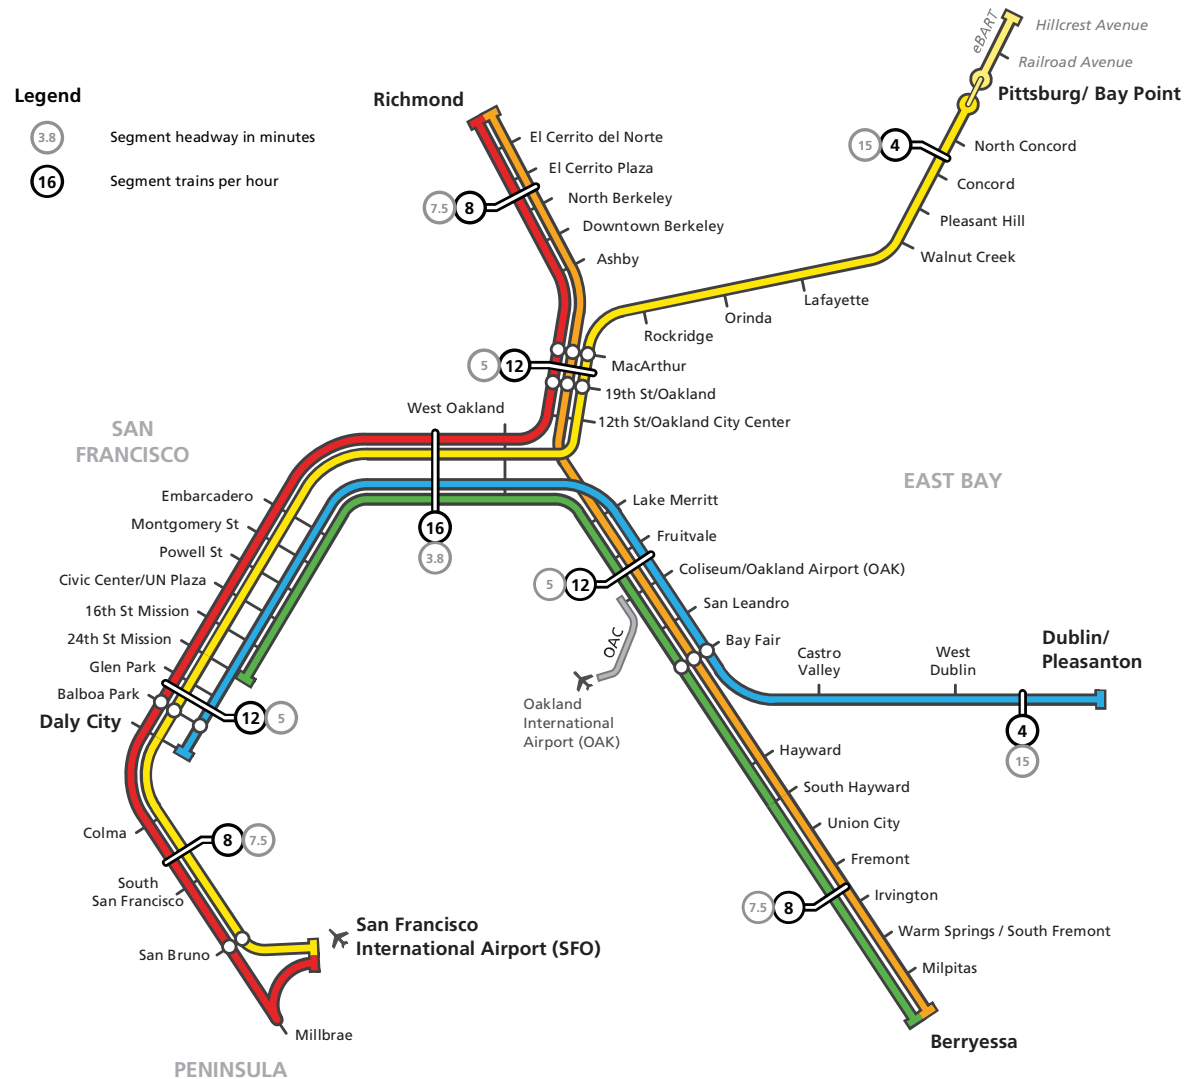 Legend
3.8
Segment headway in minutes
16
Segment trains per hour
Richmond
El Cerrito del Norte
El Cerrito Plaza
North Berkeley
Downtown Berkeley
Ashby
7.5
8
eBART
Hillcrest Avenue
Railroad Avenue
Pittsburg/ Bay Point
15
4
North Concord
Concord
Pleasant Hill
Walnut Creek
Lafayette
Orinda
Rockridge
MacArthur
5
12
19th St/Oakland
12th St/Oakland City Center
West Oakland
SAN
FRANCISCO
EAST BAY
16
3.8
Embarcadero
Montgomery St
Powell St
Civic Center/UN Plaza
16th St Mission
24th St Mission
Glen Park
Balboa Park
Daly City
12
5
Lake Merritt
Fruitvale
Coliseum/Oakland Airport (OAK)
5
12
San Leandro
Bay Fair
OAC
Oakland
International
Airport (OAK)
Castro
Valley
West
Dublin
Dublin/
Pleasanton
4
15
Hayward
South Hayward
Union City
Fremont
Irvington
7.5
8
Warm Springs / South Fremont
Milpitas
Berryessa
Colma
8
7.5
South
San Francisco
San Bruno
San Francisco
International Airport (SFO)
Millbrae
PENINSULA